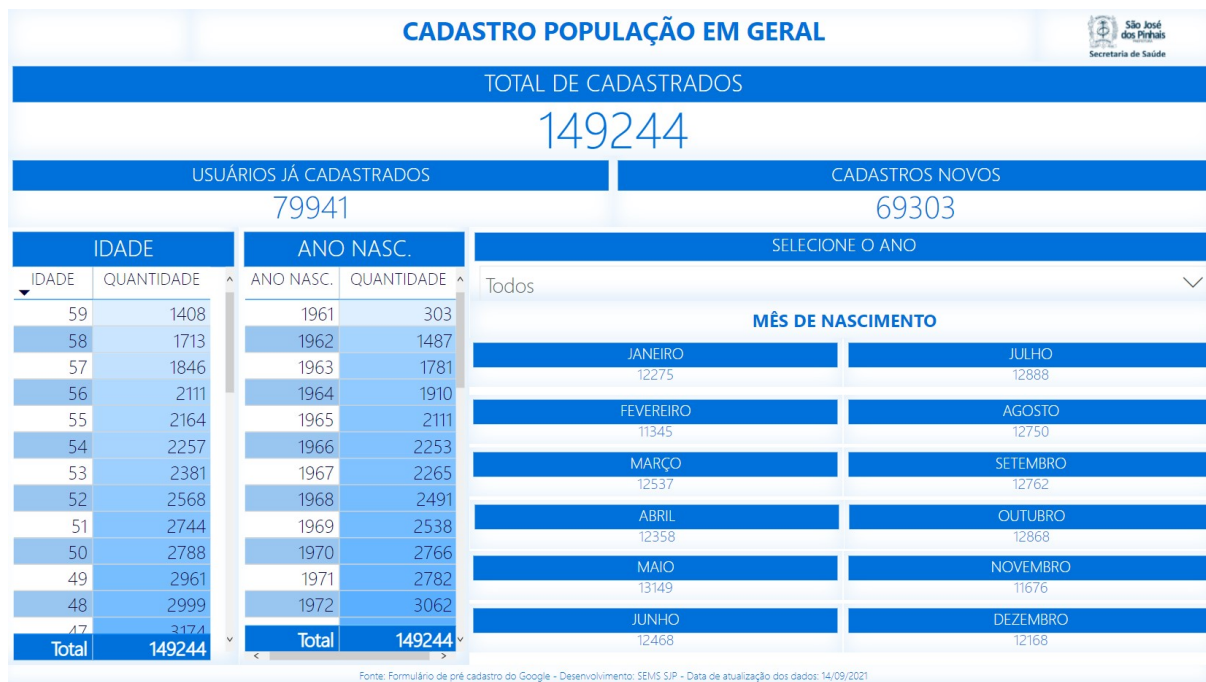 CADASTRO POPULAÇÃO EM GERAL
São José
dos Pinhais
Secretaria de Saúde
TOTAL DE CADASTRADOS
149244
USUÁRIOS JÁ CADASTRADOS
79941
CADASTROS NOVOS
69303
IDADE
IDADE QUANTIDADE
59 1408
58 1713
57 1846
56 2111
55 2164
54 2257
53 2381
52 2568
51 2744
50 2788
49 2961
48 2999
47 3174
Total 149244
ANO NASC.
ANO NASC. QUANTIDADE
1961 303
1962 1487
1963 1781
1964 1910
1965 2111
1966 2253
1967 2265
1968 2491
1969 2538
1970 2766
1971 2782
1972 3062
Total 149244
SELECIONE O ANO
Todos
MÊS DE NASCIMENTO
JANEIRO
12275
JULHO
12888
FEVEREIRO
11345
AGOSTO
12750
MARÇO
12537
SETEMBRO
12762
ABRIL
12358
OUTUBRO
12868
MAIO
13149
NOVEMBRO
11676
JUNHO
12468
DEZEMBRO
12168
Fonte: Formulário de pré cadastro do Google - Desenvolvimento: SEMS SJP - Data de atualização dos dados: 14/09/2021